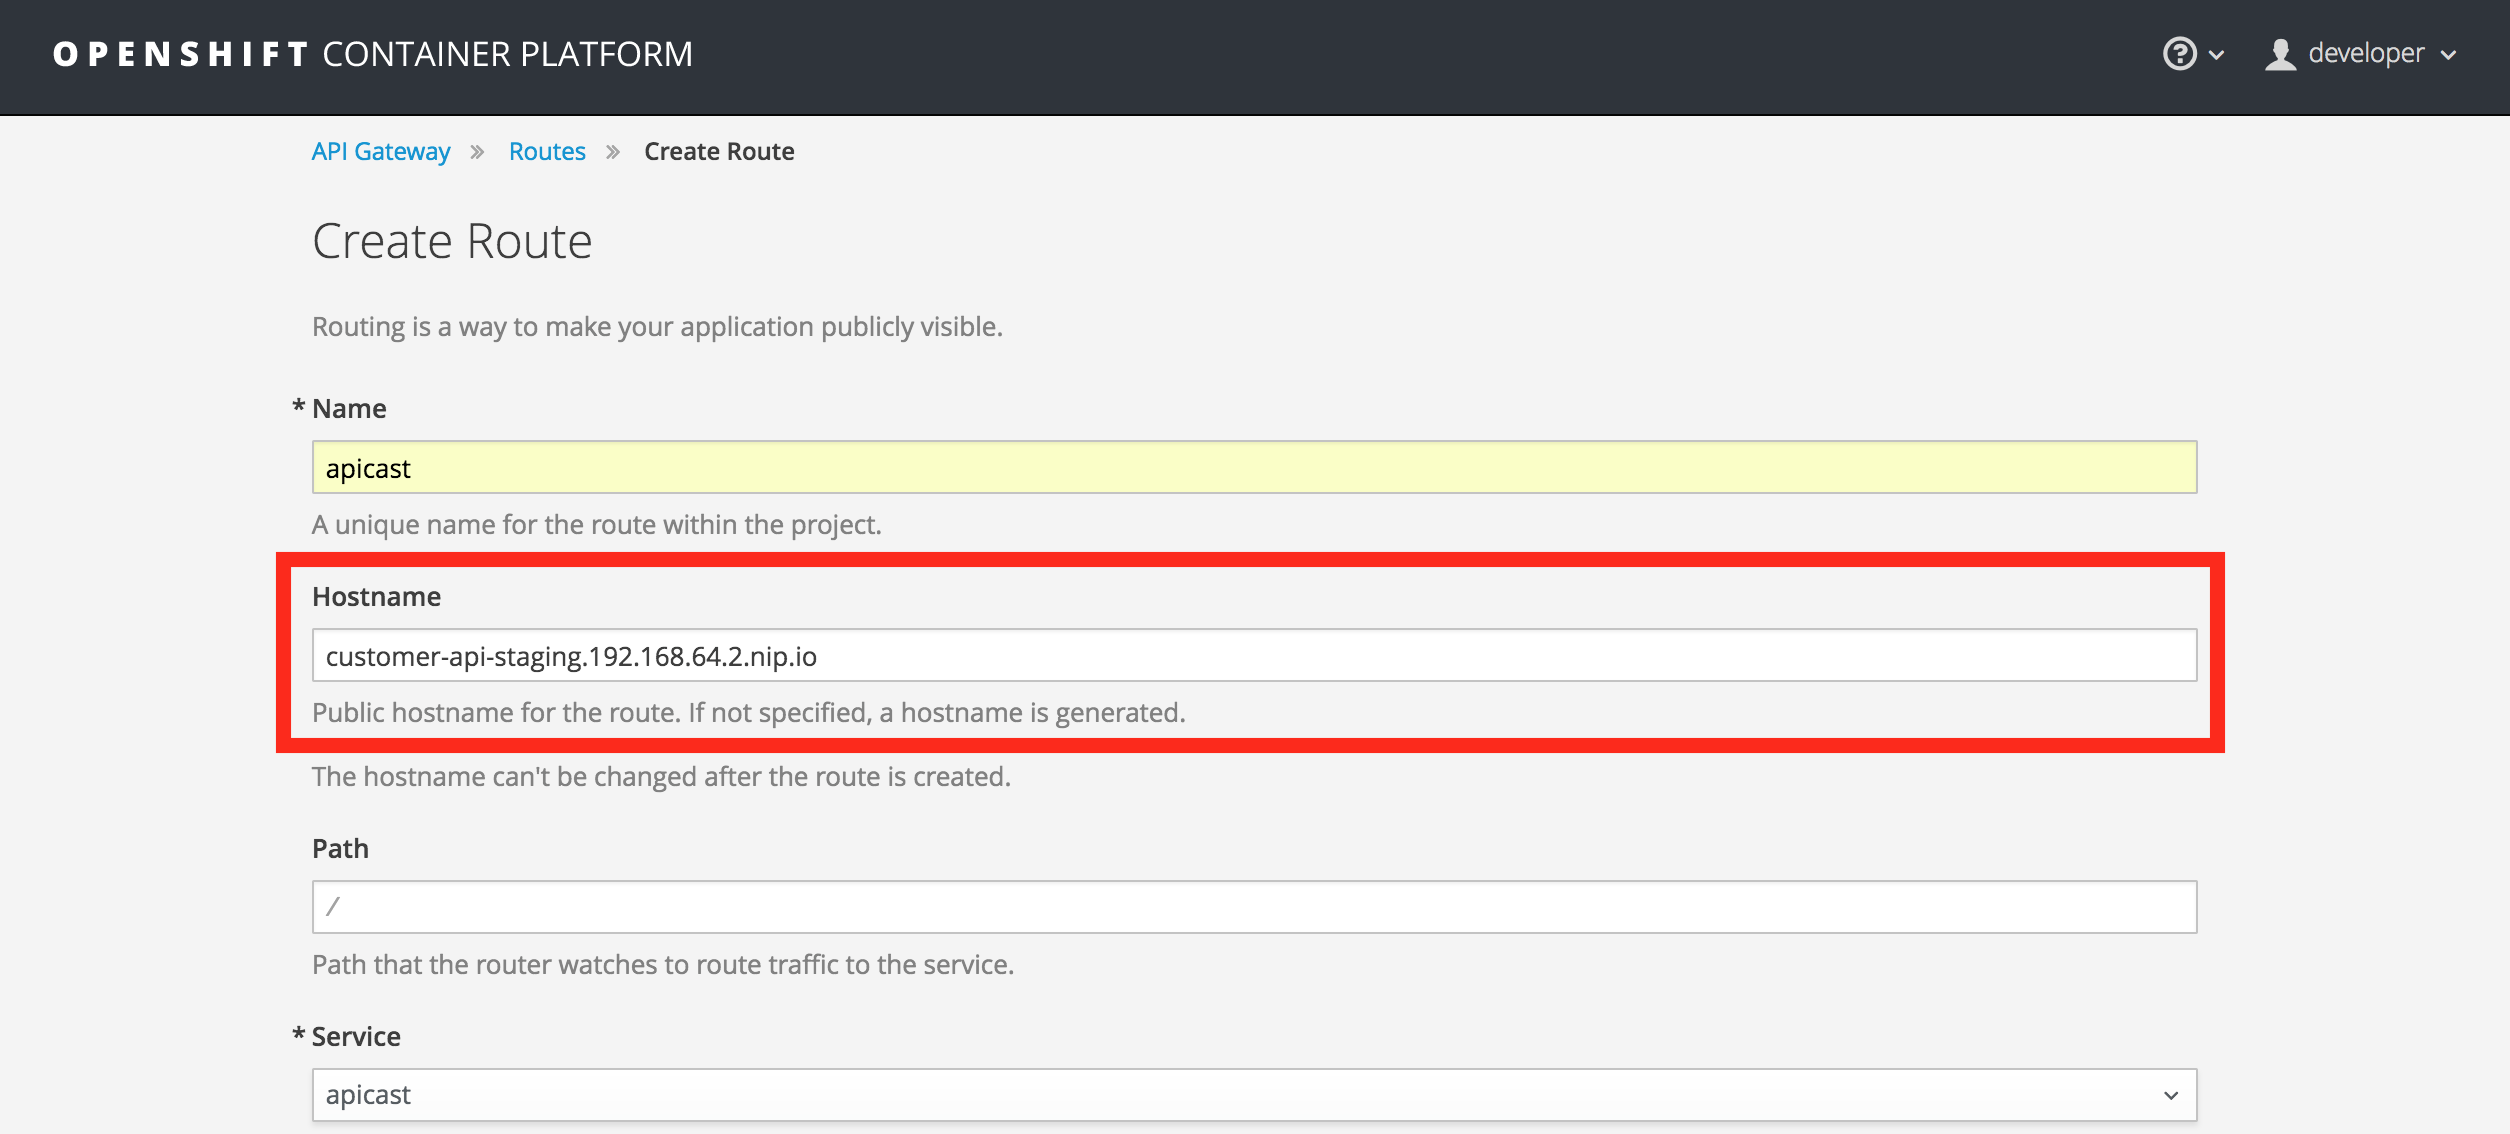 OPENSHIFT CONTAINER PLATFORM
developer
API Gateway » Routes » Create Route
Create Route
Routing is a way to make your application publicly visible.
* Name
apicast
A unique name for the route within the project.
Hostname
customer-api-staging.192.168.64.2.nip.io
Public hostname for the route. If not specified, a hostname is generated.
The hostname can't be changed after the route is created.
Path
/
Path that the router watches to route traffic to the service.
* Service
apicast